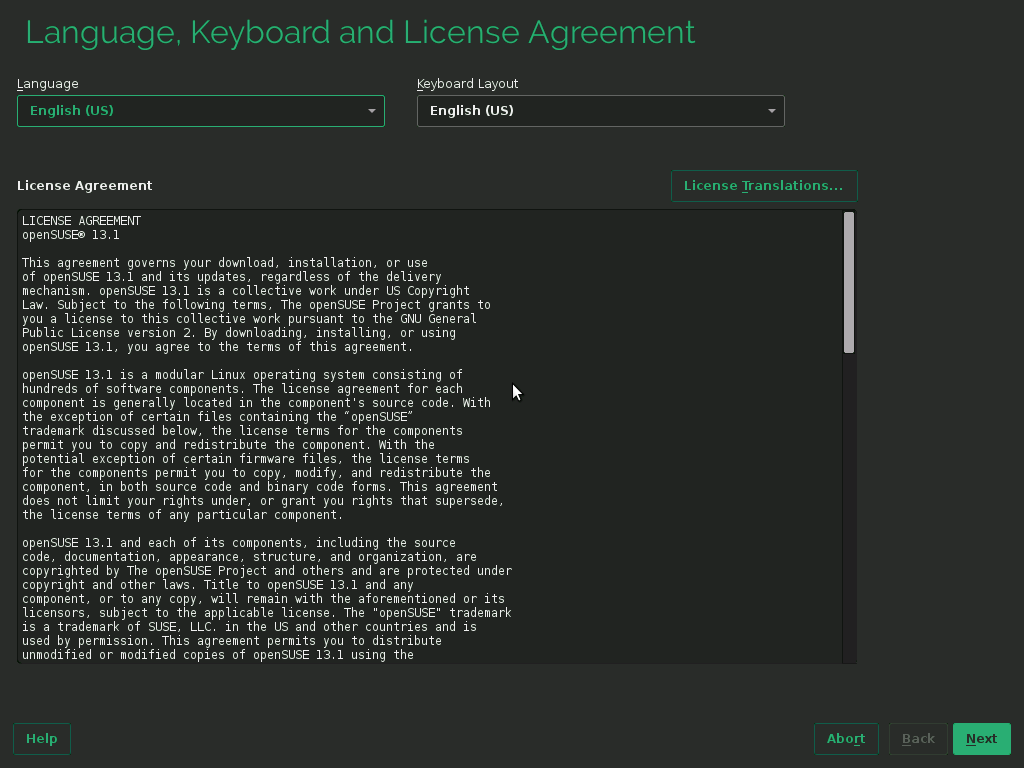 Language, Keyboard and License Agreement
Language
Keyboard Layout
English (US)
English (US)
License Agreement
License Translations...
LICENSE AGREEMENT
openSUSE® 13.1
This agreement governs your download, installation, or use
of openSUSE 13.1 and its updates, regardless of the delivery
mechanism. openSUSE 13.1 is a collective work under US Copyright
Law. Subject to the following terms, The openSUSE Project grants to
you a license to this collective work pursuant to the GNU General
Public License version 2. By downloading, installing, or using
openSUSE 13.1, you agree to the terms of this agreement.
openSUSE 13.1 is a modular Linux operating system consisting of
hundreds of software components. The license agreement for each
component is generally located in the component's source code. With
the exception of certain files containing the “openSUSE”
trademark discussed below, the license terms for the components
permit you to copy and redistribute the component. With the
potential exception of certain firmware files, the license terms
for the components permit you to copy, modify, and redistribute the
component, in both source code and binary code forms. This agreement
does not limit your rights under, or grant you rights that supersede,
the license terms of any particular component.
openSUSE 13.1 and each of its components, including the source
code, documentation, appearance, structure, and organization, are
copyrighted by The openSUSE Project and others and are protected under
copyright and other laws. Title to openSUSE 13.1 and any
component, or to any copy, will remain with the aforementioned or its
licensors, subject to the applicable license. The "openSUSE" trademark
is a trademark of SUSE, LLC. in the US and other countries and is
used by permission. This agreement permits you to distribute
unmodified or modified copies of openSUSE 13.1 using the
Help
Abort
Back
Next